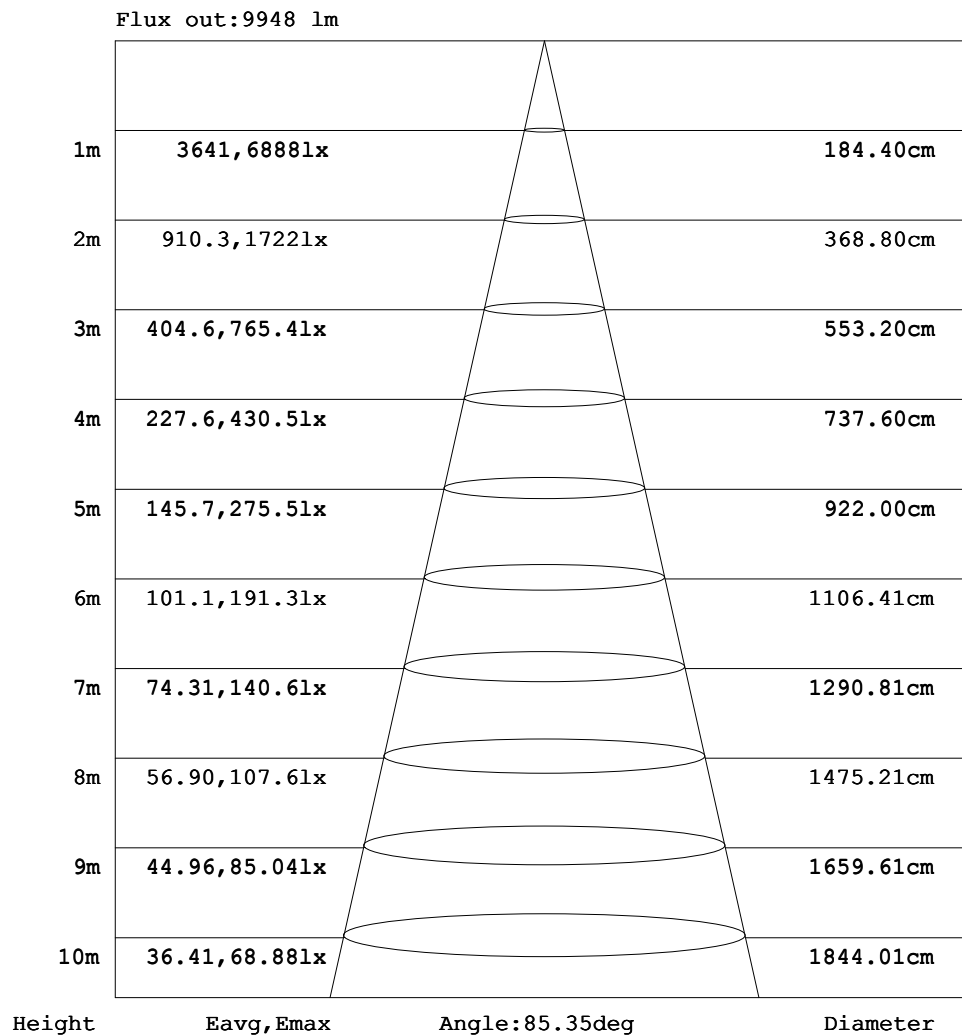 Flux out:9948 lm
1m 3641,6888lx 184.40cm
2m 910.3,1722lx 368.80cm
3m 404.6,765.4lx 553.20cm
4m 227.6,430.5lx 737.60cm
5m 145.7,275.5lx 922.00cm
6m 101.1,191.3lx 1106.41cm
7m 74.31,140.6lx 1290.81cm
8m 56.90,107.6lx 1475.21cm
9m 44.96,85.04lx 1659.61cm
10m 36.41,68.88lx 1844.01cm
Height Eavg,Emax Angle:85.35deg Diameter